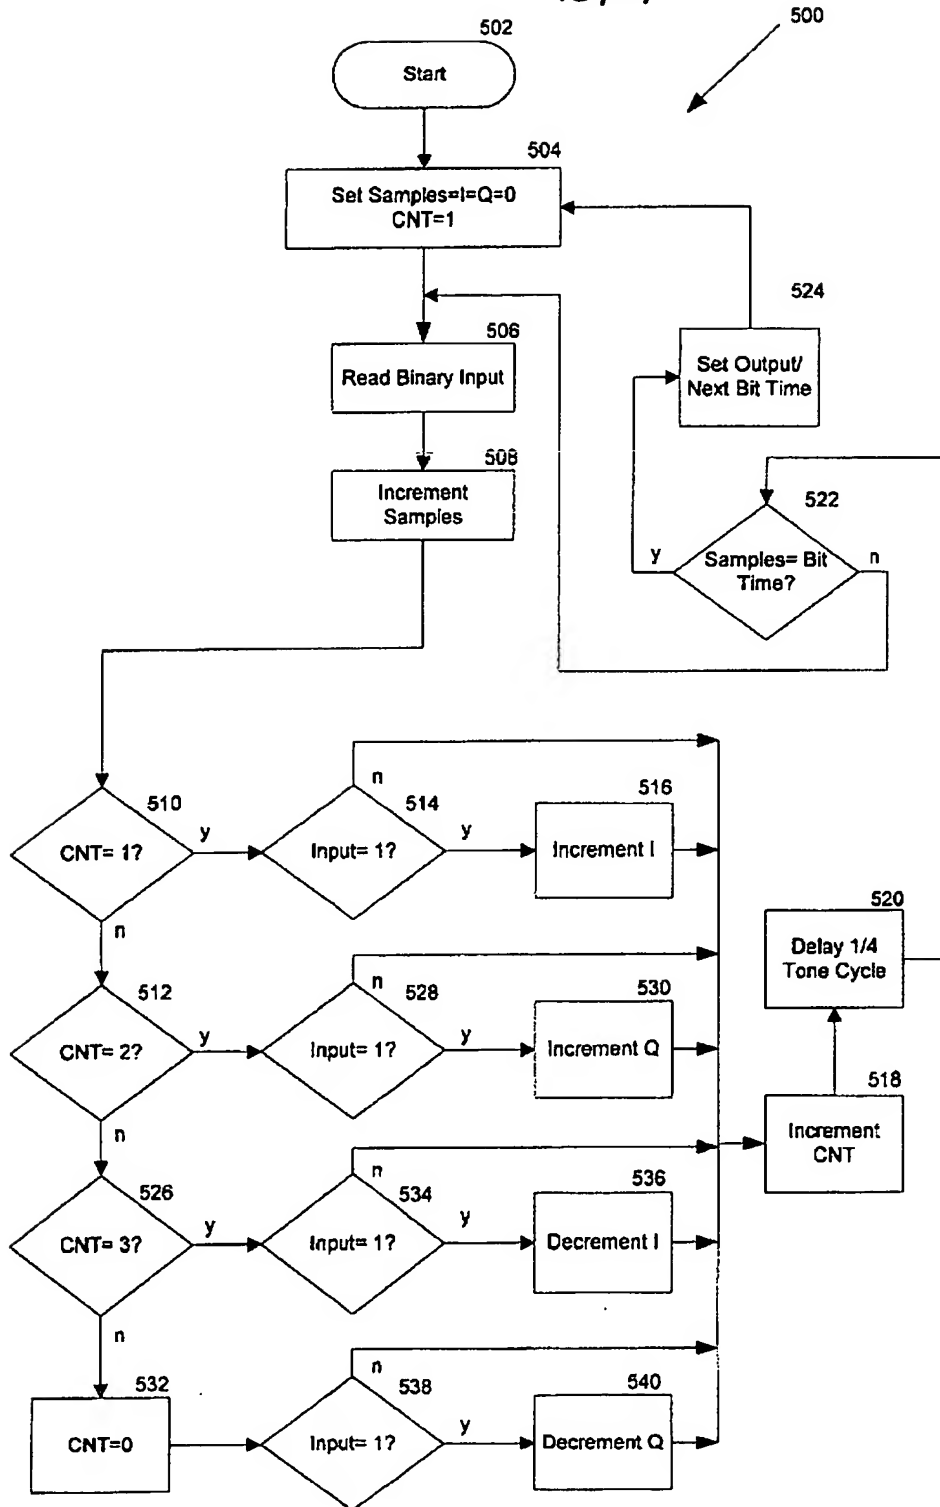 500
502
Start
504
Set Samples=I=Q=0
CNT=1
524
506
Read Binary Input
Set Output/
Next Bit Time
508
Increment
Samples
522
y
Samples= Bit
Time?
n
n
510
514
516
CNT= 1?
y
Input= 1?
y
Increment I
n
520
Delay 1/4
Tone Cycle
n
512
528
530
CNT= 2?
y
Input= 1?
y
Increment Q
n
518
Increment
CNT
n
526
534
536
CNT= 3?
y
Input= 1?
y
Decrement I
n
n
532
538
540
CNT=0
Input= 1?
y
Decrement Q